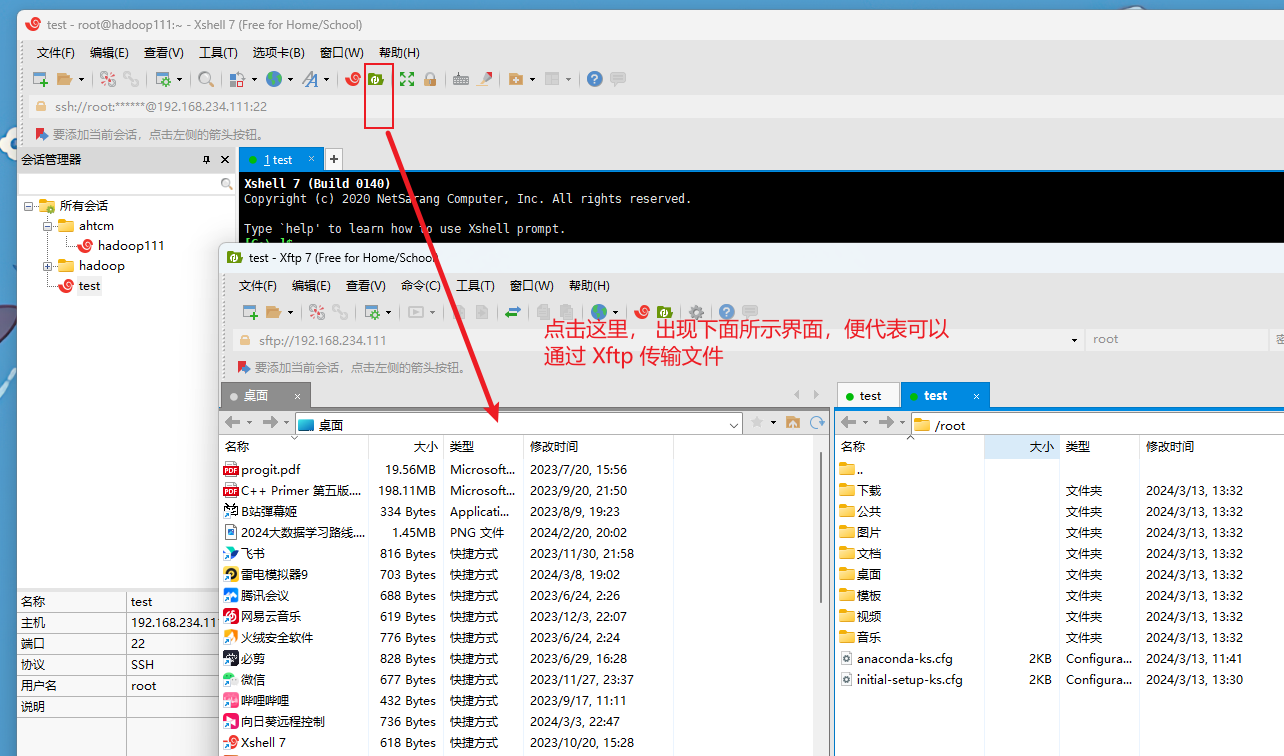 test - root@hadoop111:~ - Xshell 7 (Free for Home/School)
文件(F) 编辑(E) 查看(V) 工具(T) 选项卡(B) 窗口(W) 帮助(H)
ssh://root:******@192.168.234.111:22
要添加当前会话，点击左侧的箭头按钮。
会话管理器
1 test
所有会话
ahtcm
hadoop111
hadoop
test
Xshell 7 (Build 0140)
Copyright (c) 2020 NetSarang Computer, Inc. All rights reserved.
Type `help' to learn how to use Xshell prompt.
test - Xftp 7 (Free for Home/School)
文件(F) 编辑(E) 查看(V) 命令(C) 工具(T) 窗口(W) 帮助(H)
sftp://192.168.234.111 root
要添加当前会话，点击左侧的箭头按钮。
点击这里， 出现下面所示界面，便代表可以
通过 Xftp 传输文件
桌面
桌面
名称 大小 类型 修改时间
progit.pdf 19.56MB Microsoft... 2023/7/20, 15:56
C++ Primer 第五版.... 198.11MB Microsoft... 2023/9/20, 21:50
B站彈幕姬 334 Bytes Applicati... 2023/8/9, 19:23
2024大数据学习路线.... 1.45MB PNG 文件 2024/2/20, 20:02
飞书 816 Bytes 快捷方式 2023/11/30, 21:58
雷电模拟器9 703 Bytes 快捷方式 2024/3/8, 19:02
腾讯会议 688 Bytes 快捷方式 2023/6/24, 2:26
网易云音乐 619 Bytes 快捷方式 2023/12/3, 22:07
火绒安全软件 776 Bytes 快捷方式 2023/6/24, 2:24
必剪 828 Bytes 快捷方式 2023/6/29, 16:28
微信 677 Bytes 快捷方式 2023/11/27, 23:37
哔哩哔哩 432 Bytes 快捷方式 2023/9/17, 11:11
向日葵远程控制 736 Bytes 快捷方式 2024/3/3, 22:47
Xshell 7 618 Bytes 快捷方式 2023/10/20, 15:28
test test
/root
名称 大小 类型 修改时间
..
下载 文件夹 2024/3/13, 13:32
公共 文件夹 2024/3/13, 13:32
图片 文件夹 2024/3/13, 13:32
文档 文件夹 2024/3/13, 13:32
桌面 文件夹 2024/3/13, 13:32
模板 文件夹 2024/3/13, 13:32
视频 文件夹 2024/3/13, 13:32
音乐 文件夹 2024/3/13, 13:32
anaconda-ks.cfg 2KB Configura... 2024/3/13, 11:41
initial-setup-ks.cfg 2KB Configura... 2024/3/13, 13:30
名称 test
主机 192.168.234.11
端口 22
协议 SSH
用户名 root
说明